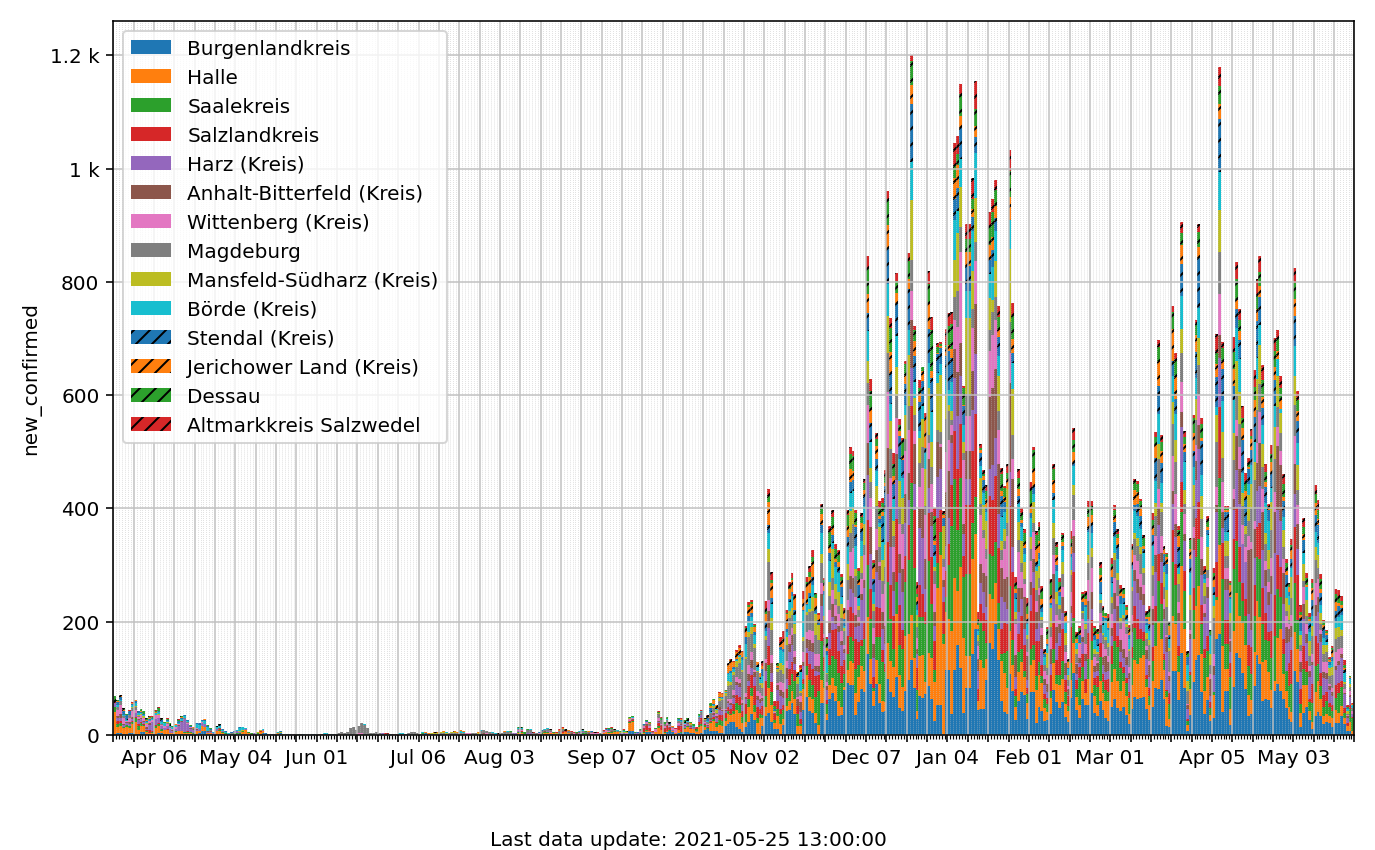 1.2 k
1 k
800
600
400
200
0
new_confirmed
Burgenlandkreis
Halle
Saalekreis
Salzlandkreis
Harz (Kreis)
Anhalt-Bitterfeld (Kreis)
Wittenberg (Kreis)
Magdeburg
Mansfeld-Südharz (Kreis)
Börde (Kreis)
Stendal (Kreis)
Jerichower Land (Kreis)
Dessau
Altmarkkreis Salzwedel
Apr 06 May 04 Jun 01 Jul 06 Aug 03 Sep 07 Oct 05 Nov 02 Dec 07 Jan 04 Feb 01 Mar 01 Apr 05 May 03
Last data update: 2021-05-25 13:00:00